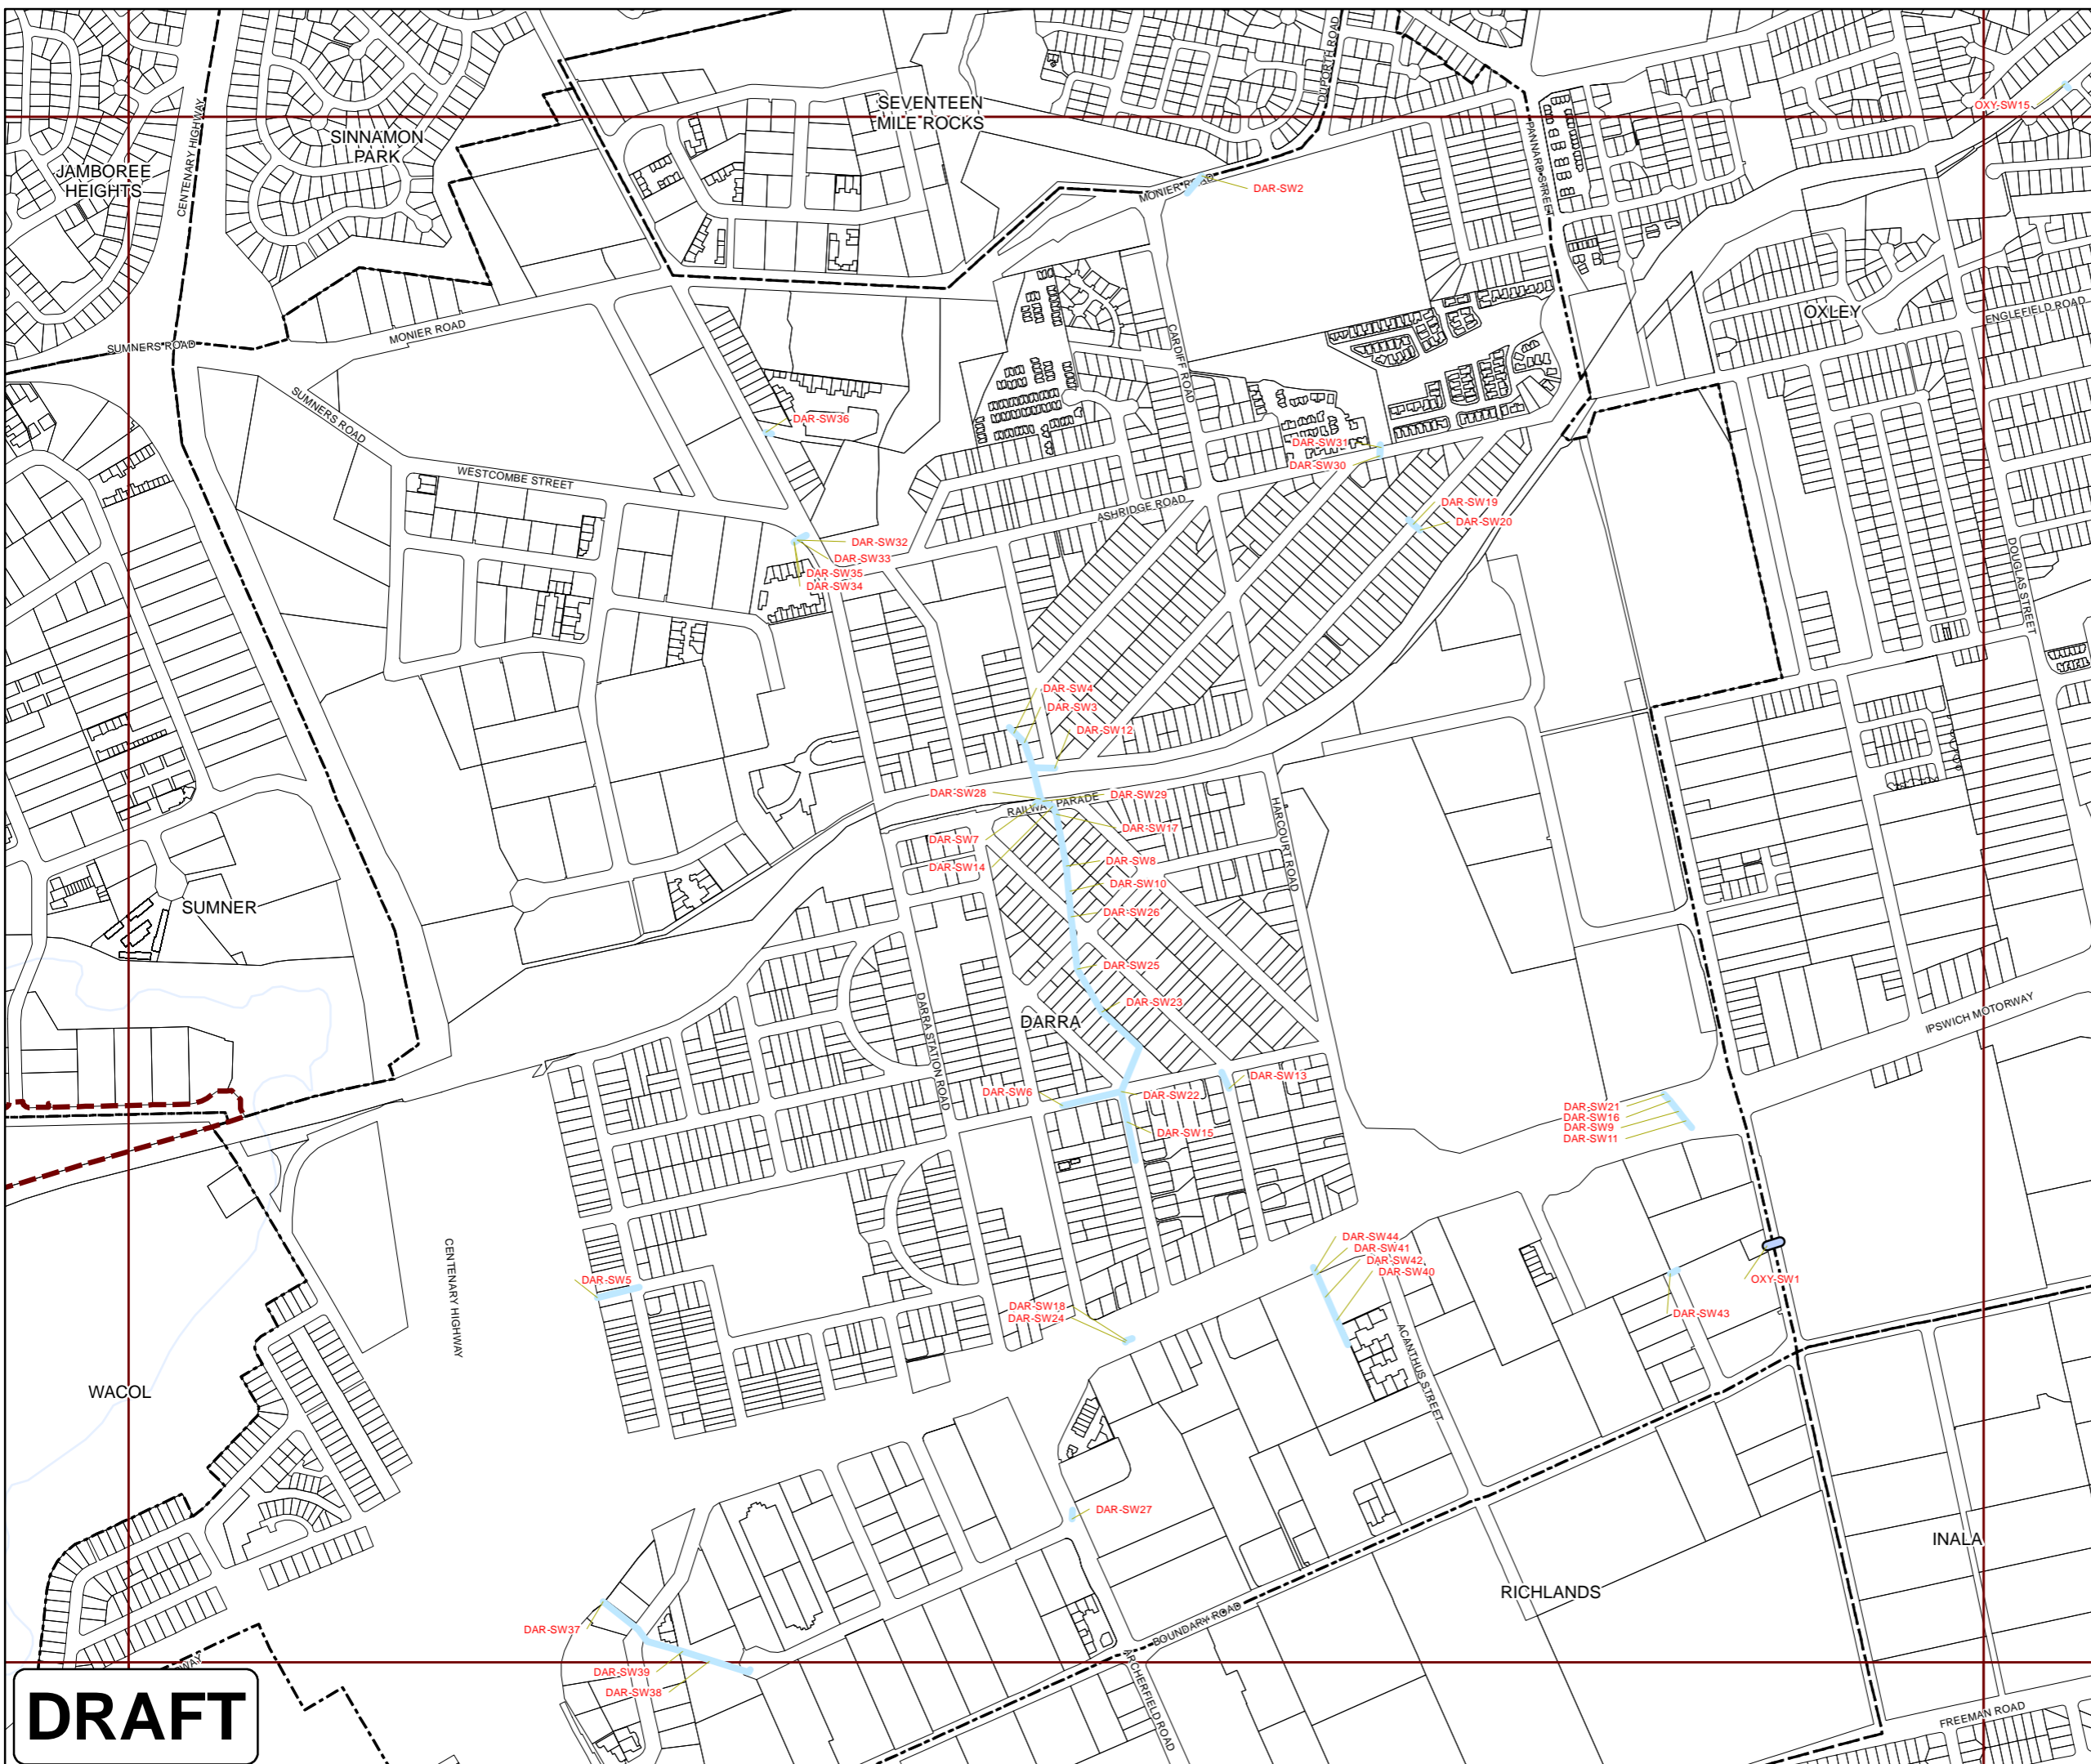 SEVENTEEN
MILE ROCKS
DUPORTH ROAD
OXY-SW15
SINNAMON
PARK
JAMBOREE
HEIGHTS
CENTENARY HIGHWAY
PANNARD STREET
MONIER ROAD
DAR-SW2
OXLEY
ENGLEFIELD ROAD
MONIER ROAD
SUMNERS ROAD
CARDIFF ROAD
SUMNERS ROAD
DAR-SW36
DAR-SW31
DAR-SW30
WESTCOMBE STREET
ASHRIDGE ROAD
DAR-SW19
DAR-SW20
DAR-SW32
DAR-SW33
DAR-SW35
DAR-SW34
DOUGLAS STREET
DAR-SW4
DAR-SW3
DAR-SW12
DAR-SW28
DAR-SW29
RAILWAY PARADE
DAR-SW17
DAR-SW7
HARCOURT ROAD
DAR-SW8
DAR-SW14
DAR-SW10
SUMNER
DAR-SW26
DAR-SW25
DAR-SW23
DARRA
DARRA STATION ROAD
IPSWICH MOTORWAY
DAR-SW13
DAR-SW6
DAR-SW22
DAR-SW21
DAR-SW16
DAR-SW9
DAR-SW11
DAR-SW15
DAR-SW44
DAR-SW41
DAR-SW42
DAR-SW40
CENTENARY HIGHWAY
DAR-SW5
OXY-SW1
DAR-SW18
DAR-SW24
DAR-SW43
ACANTHUS STREET
WACOL
DAR-SW27
INALA
RICHLANDS
DAR-SW37
BOUNDARY ROAD
DAR-SW39
DAR-SW38
ARCHERFIELD ROAD
FREEMAN ROAD
DRAFT